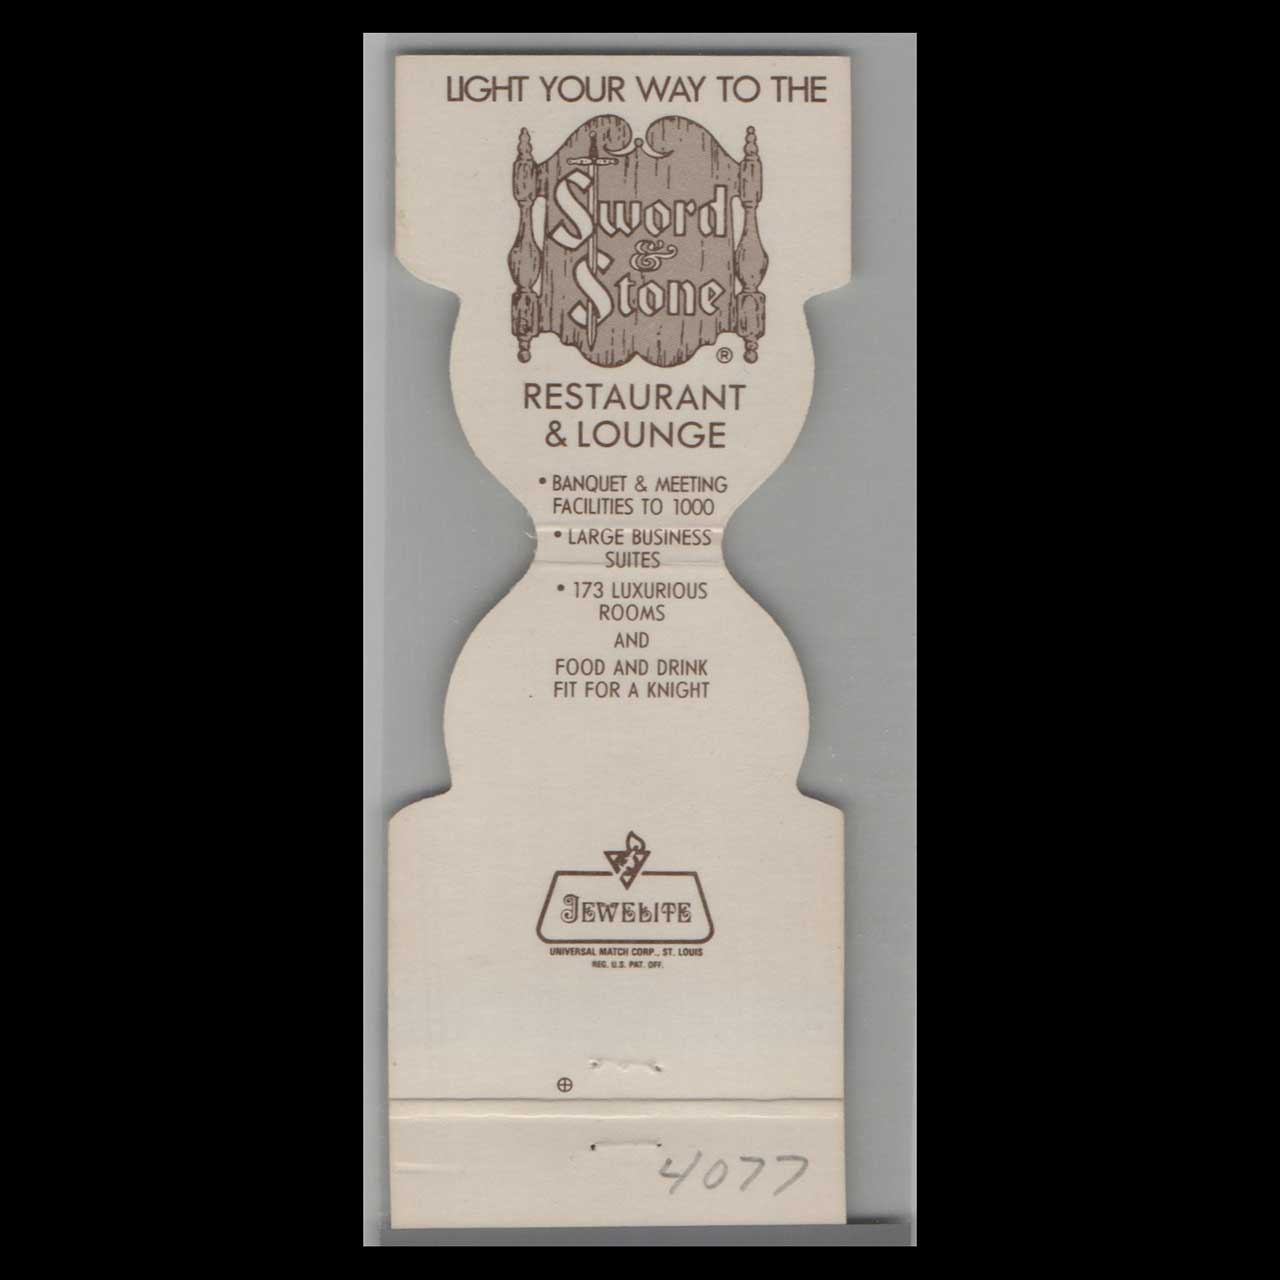 LIGHT YOUR WAY TO THE
Sword
&
Stone
®
RESTAURANT
& LOUNGE
• BANQUET & MEETING
FACILITIES TO 1000
• LARGE BUSINESS
SUITES
• 173 LUXURIOUS
ROOMS
AND
FOOD AND DRINK
FIT FOR A KNIGHT
JEWELITE
UNIVERSAL MATCH CORP., ST. LOUIS
REG. U.S. PAT. OFF.
4077